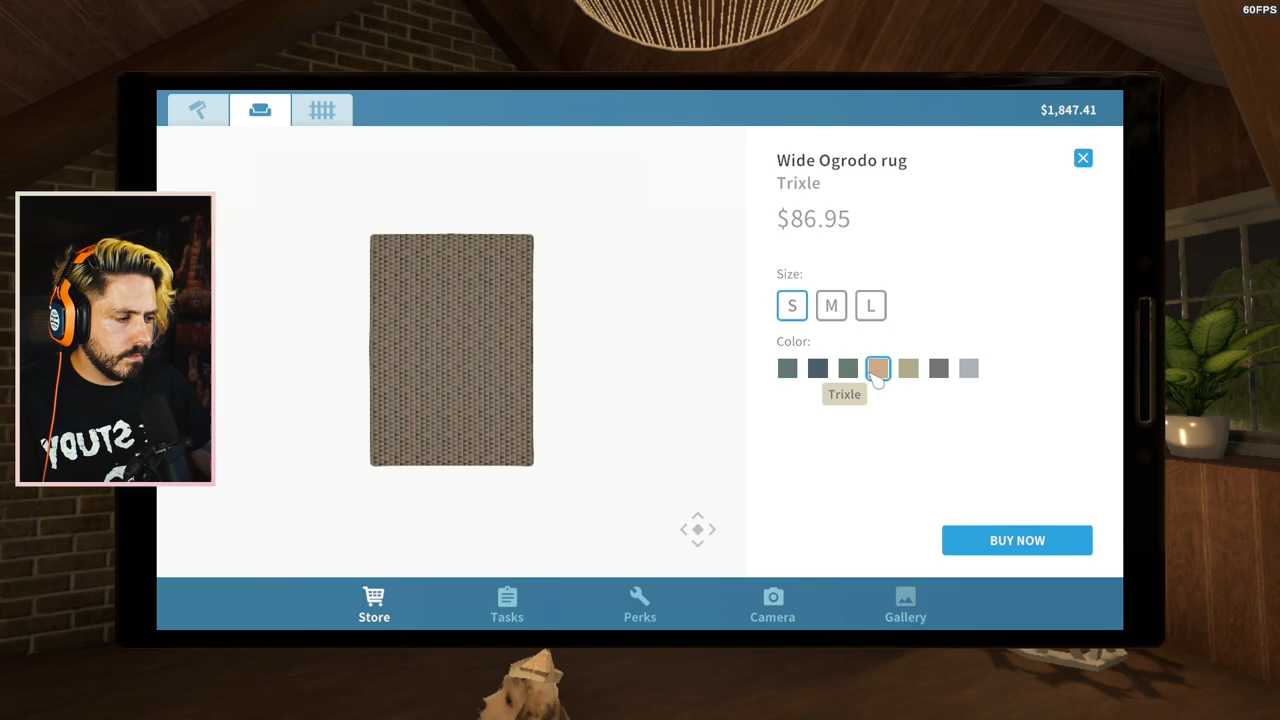 60FPS
$1,847.41
Wide Ogrodo rug
Trixle
$86.95
Size:
S M L
Color:
Trixle
BUY NOW
Store Tasks Perks Camera Gallery
STUDY